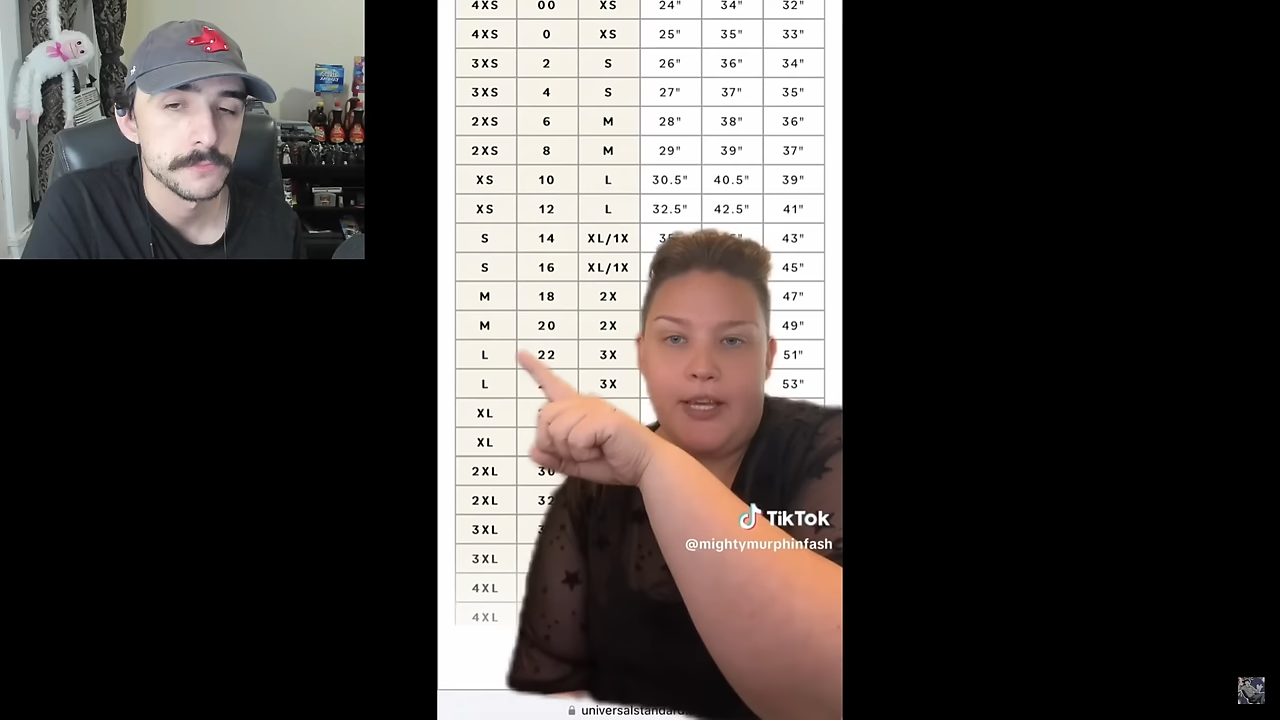 4XS 00 XS 24" 34" 32"
4XS 0 XS 25" 35" 33"
3XS 2 S 26" 36" 34"
3XS 4 S 27" 37" 35"
2XS 6 M 28" 38" 36"
2XS 8 M 29" 39" 37"
XS 10 L 30.5" 40.5" 39"
XS 12 L 32.5" 42.5" 41"
S 14 XL/1X 43"
S 16 XL/1X 45"
M 18 2X 47"
M 20 2X 49"
L 22 3X 51"
L 3X 53"
XL
XL
2XL 30
2XL 32
3XL
3XL
4XL
4XL
TikTok
@mightymurphinfash